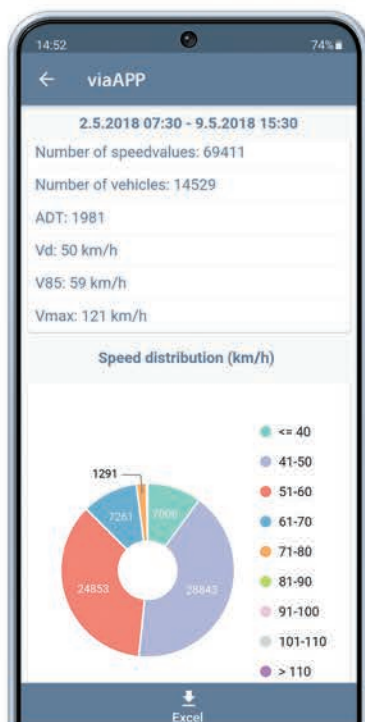 14:52
74%
viaAPP
2.5.2018 07:30 - 9.5.2018 15:30
Number of speedvalues: 69411
Number of vehicles: 14529
ADT: 1981
Vd: 50 km/h
V85: 59 km/h
Vmax: 121 km/h
Speed distribution (km/h)
<= 40
41-50
51-60
61-70
71-80
81-90
91-100
101-110
> 110
1291
7261
24853
28843
Excel